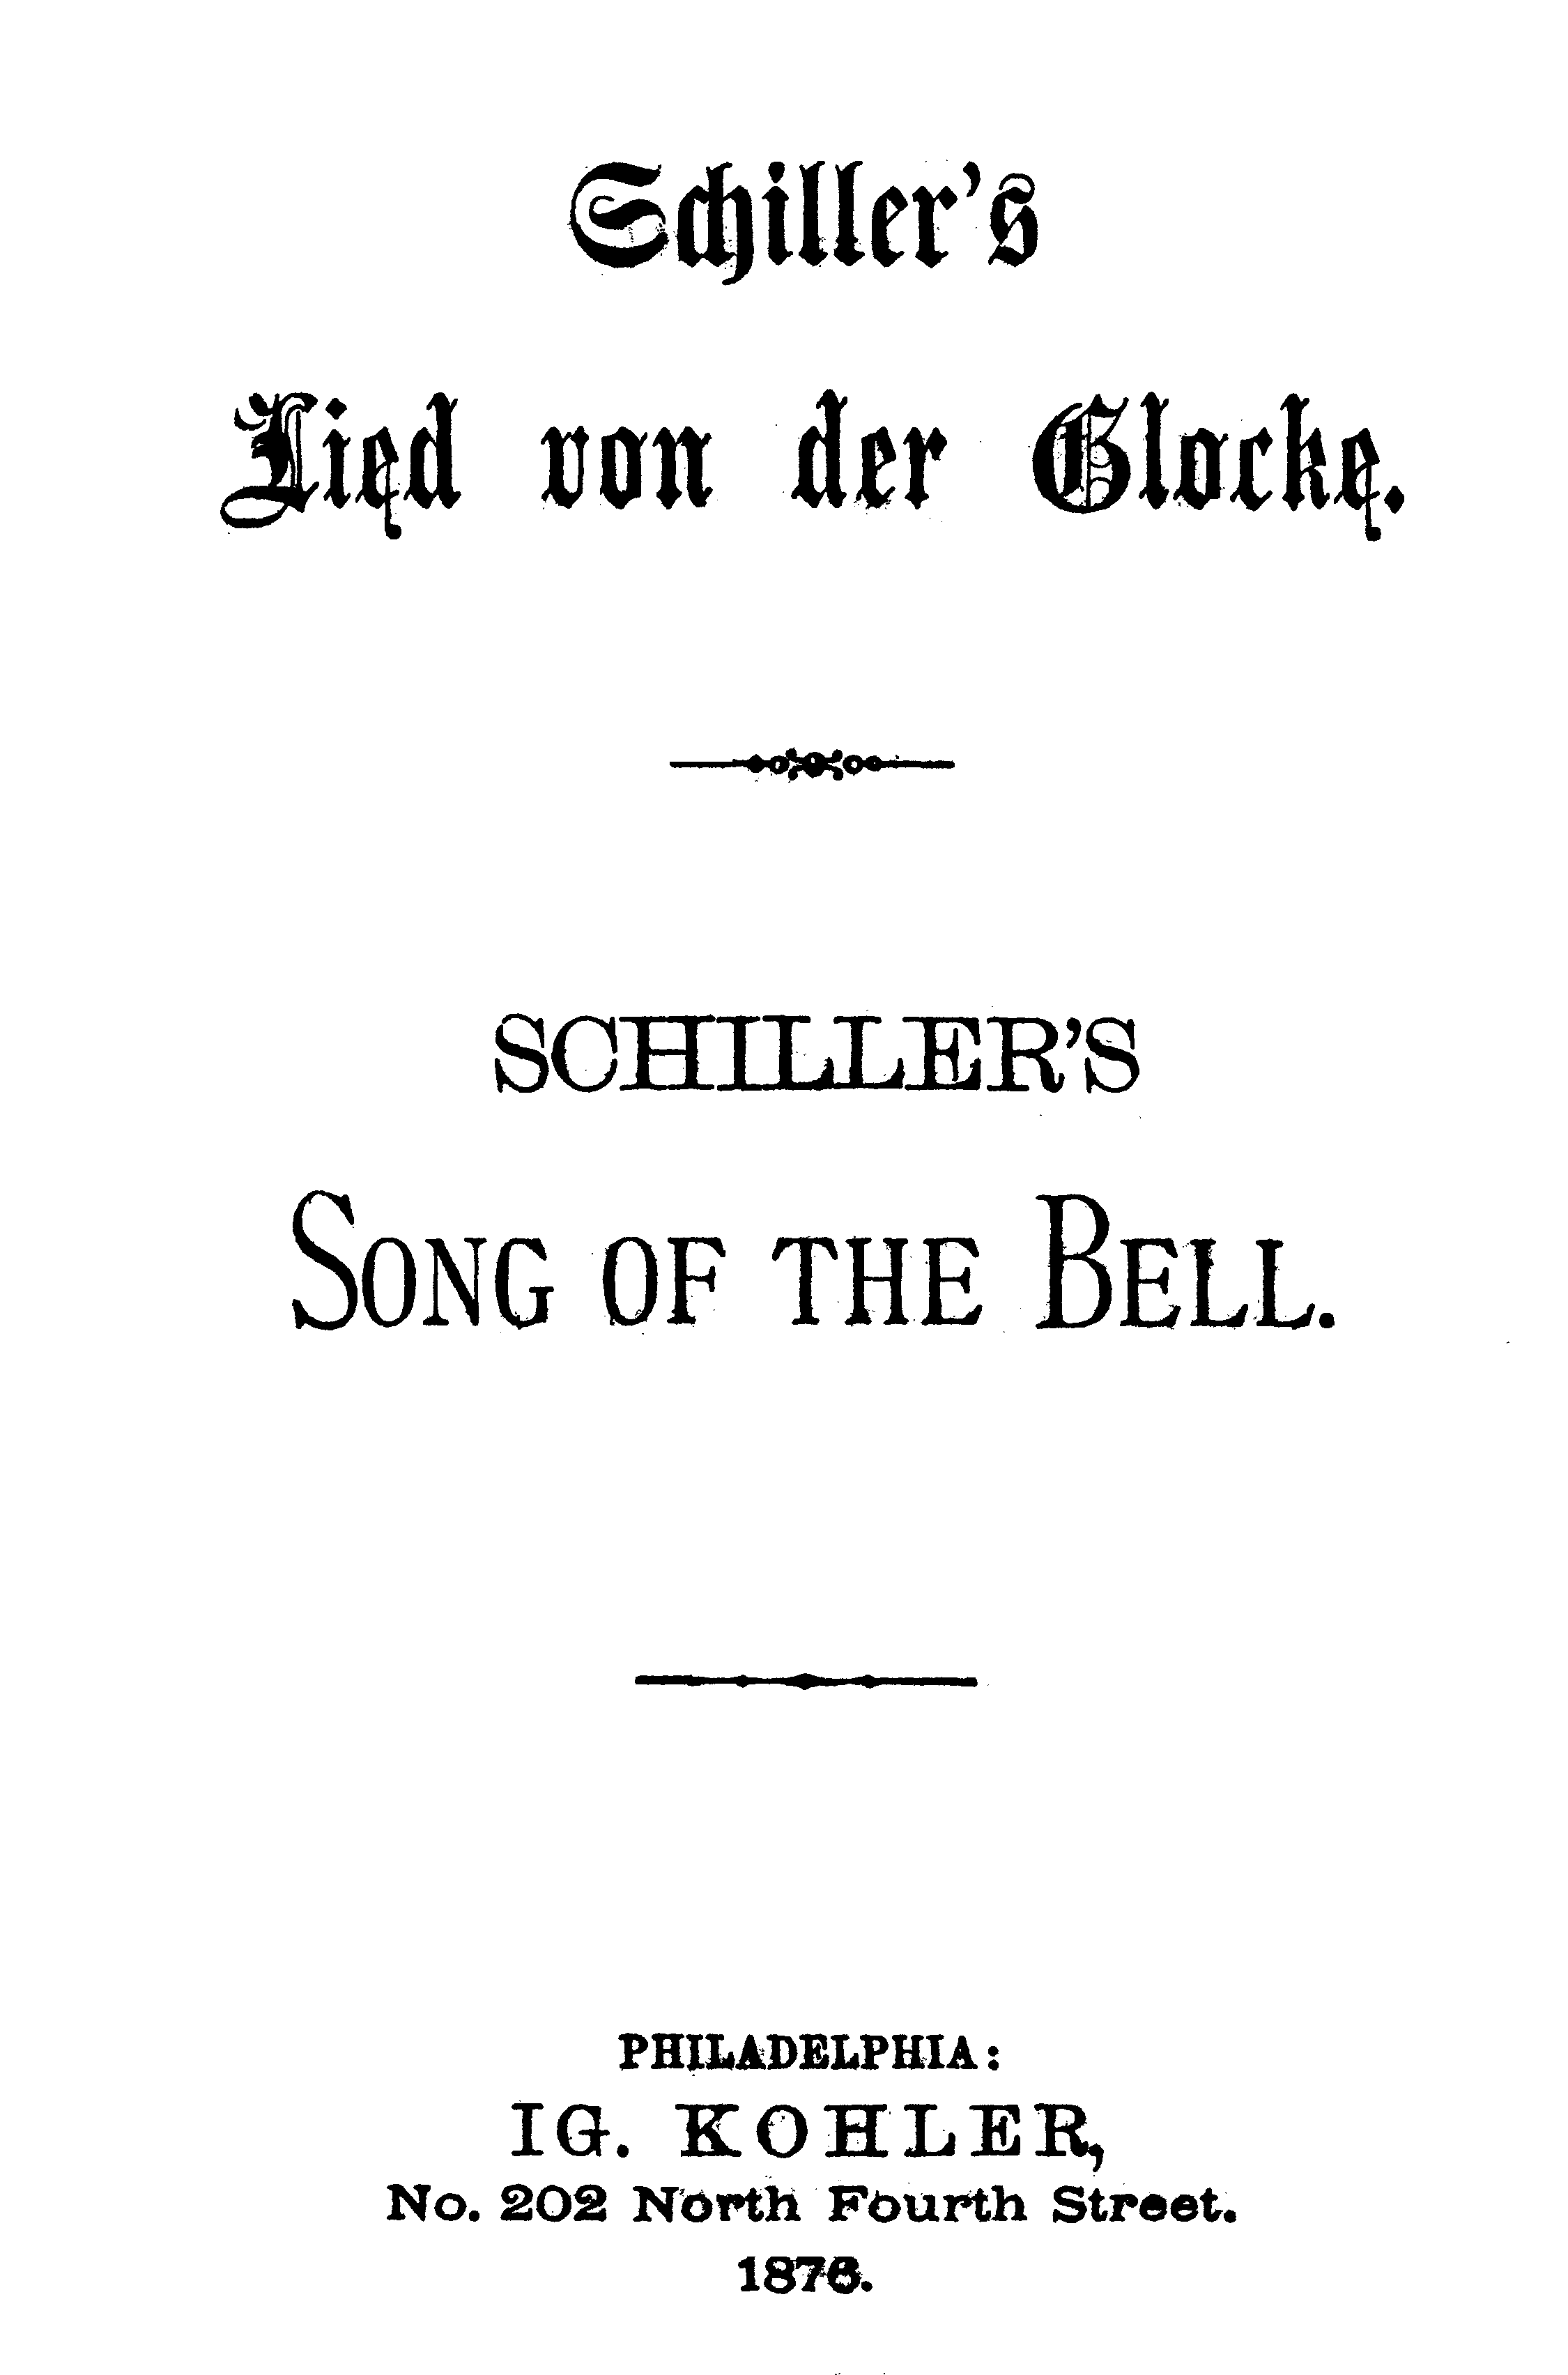 Schiller's
Lied von der Glocke.
SCHILLER'S
SONG OF THE BELL.
PHILADELPHIA:
IG. KOHLER,
No. 202 North Fourth Street.
1876.